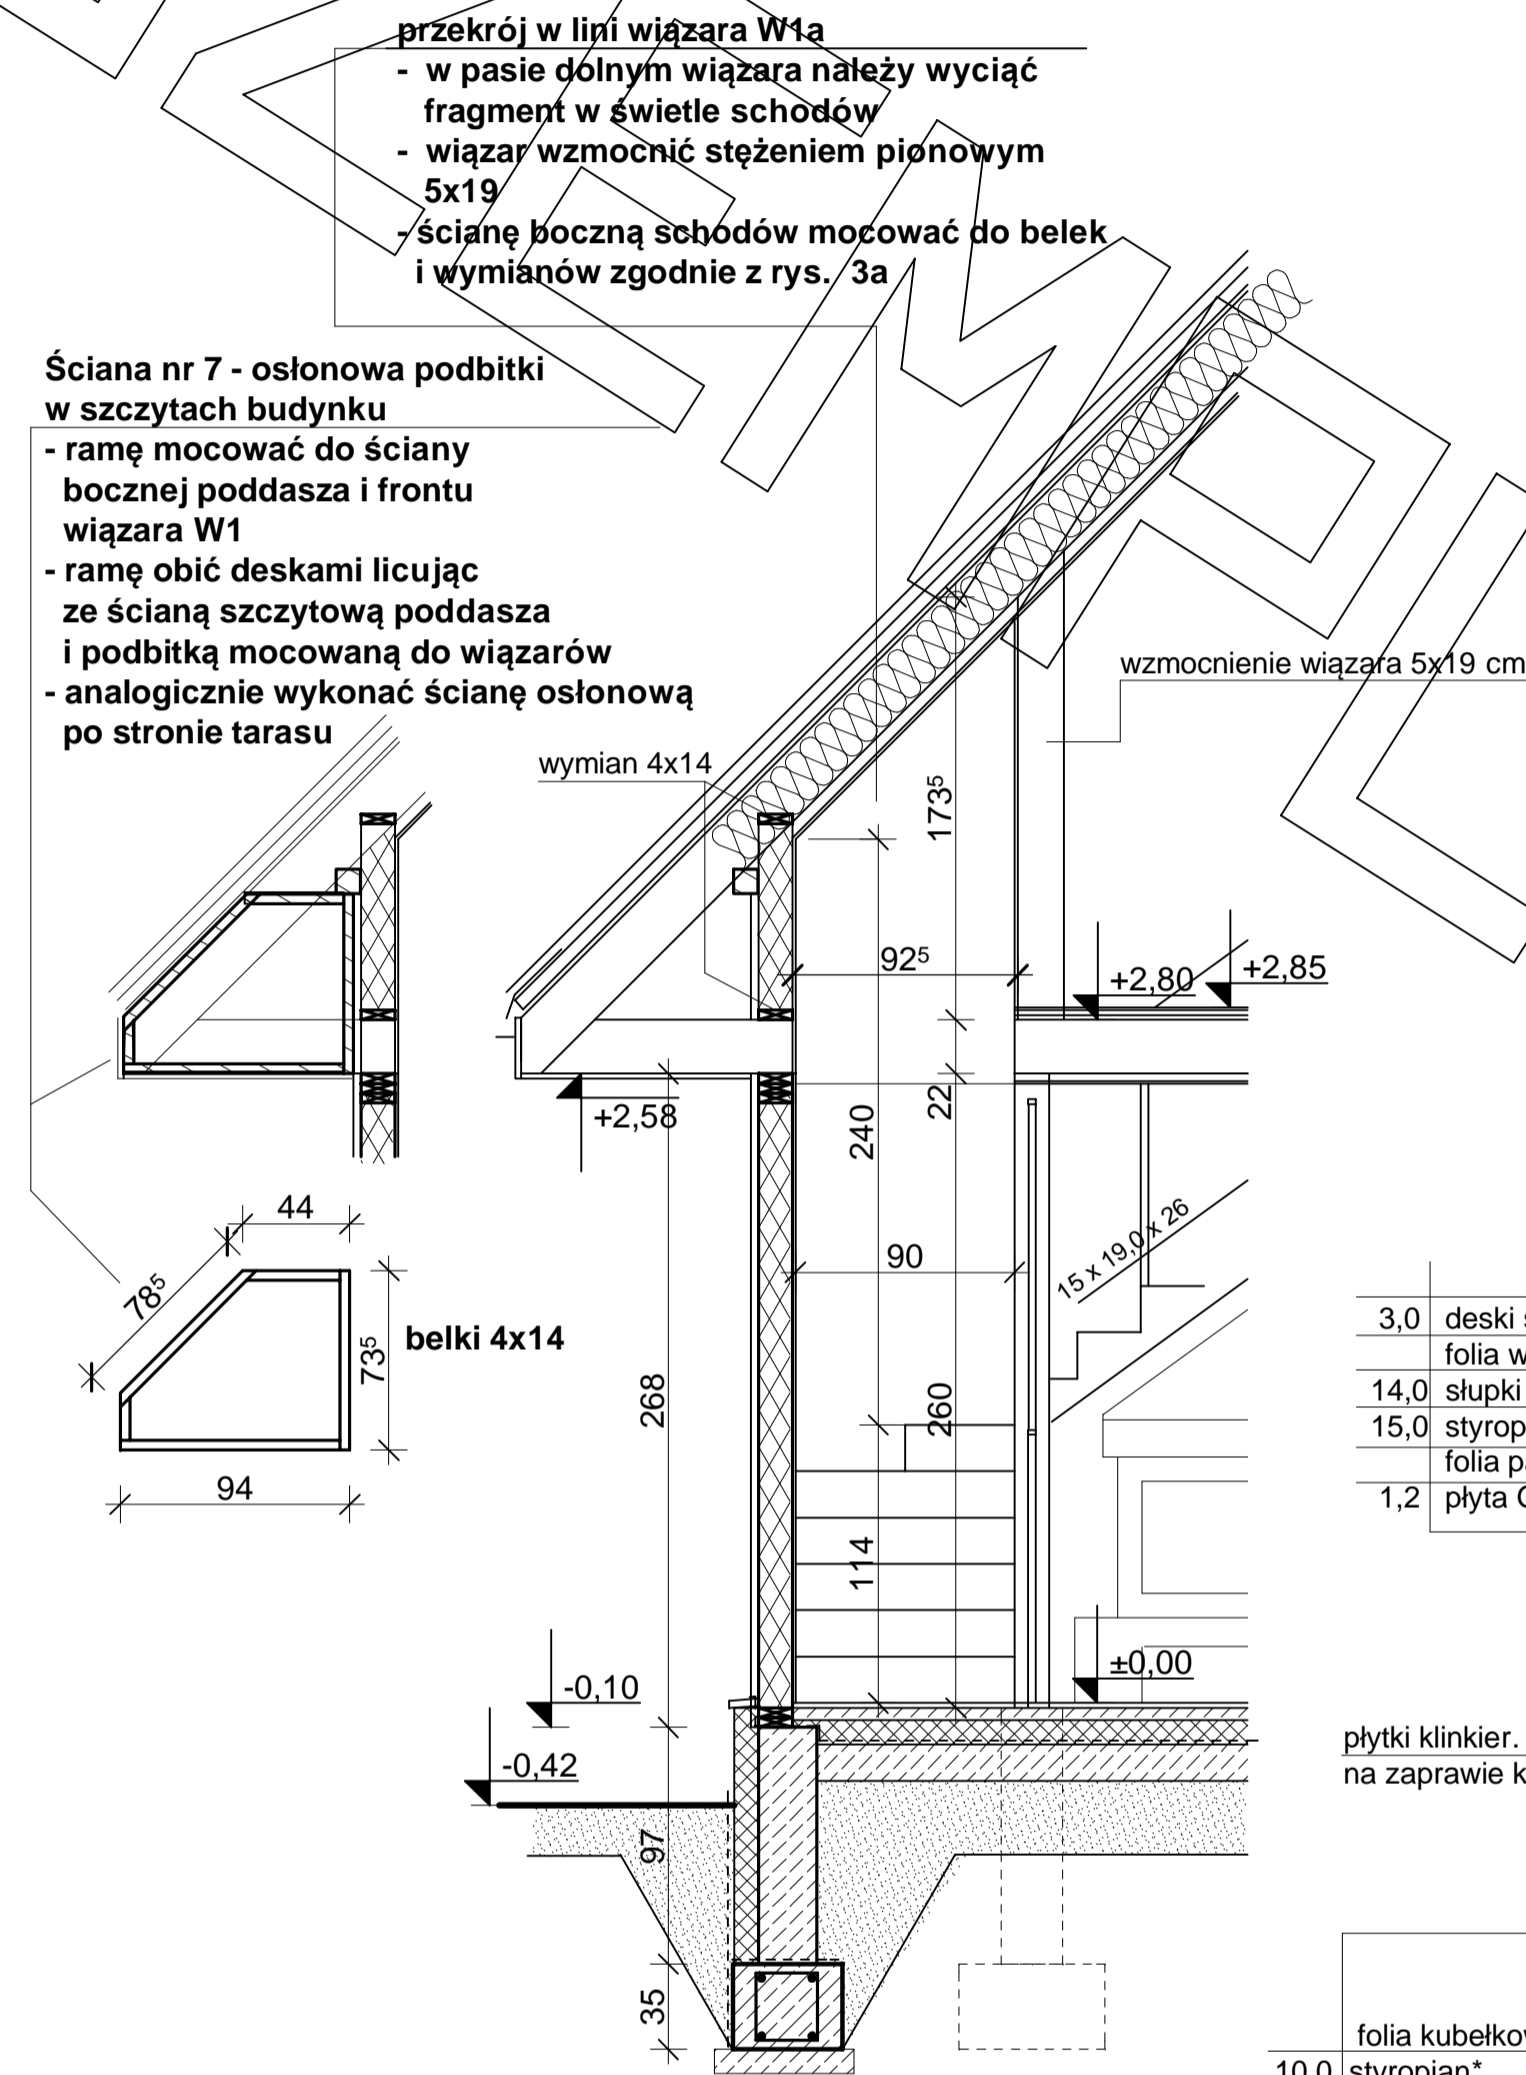 przekrój w lini wiązara W1a
- w pasie dolnym wiązara należy wyciąć
fragment w świetle schodów
- wiązar wzmocnić stężeniem pionowym
5x19
- ścianę boczną schodów mocować do belek
i wymianów zgodnie z rys. 3a
Ściana nr 7 - osłonowa podbitki
w szczytach budynku
- ramę mocować do ściany
bocznej poddasza i frontu
wiązara W1
- ramę obić deskami licując
ze ścianą szczytową poddasza
i podbitką mocowaną do wiązarów
- analogicznie wykonać ścianę osłonową
po stronie tarasu
wzmocnienie wiązara 5x19 cm
wymian 4x14
173⁵
92⁵
+2,80
+2,85
22
+2,58
240
44
78⁵
73⁵
belki 4x14
94
90
15 x 19,0 x 26
268
260
114
3,0 deski
folia
14,0 słupki
15,0
folia
1,2 płyta
±0,00
-0,10
-0,42
płytki klinkier.
na zaprawie
97
35
folia
10,0 styropian*